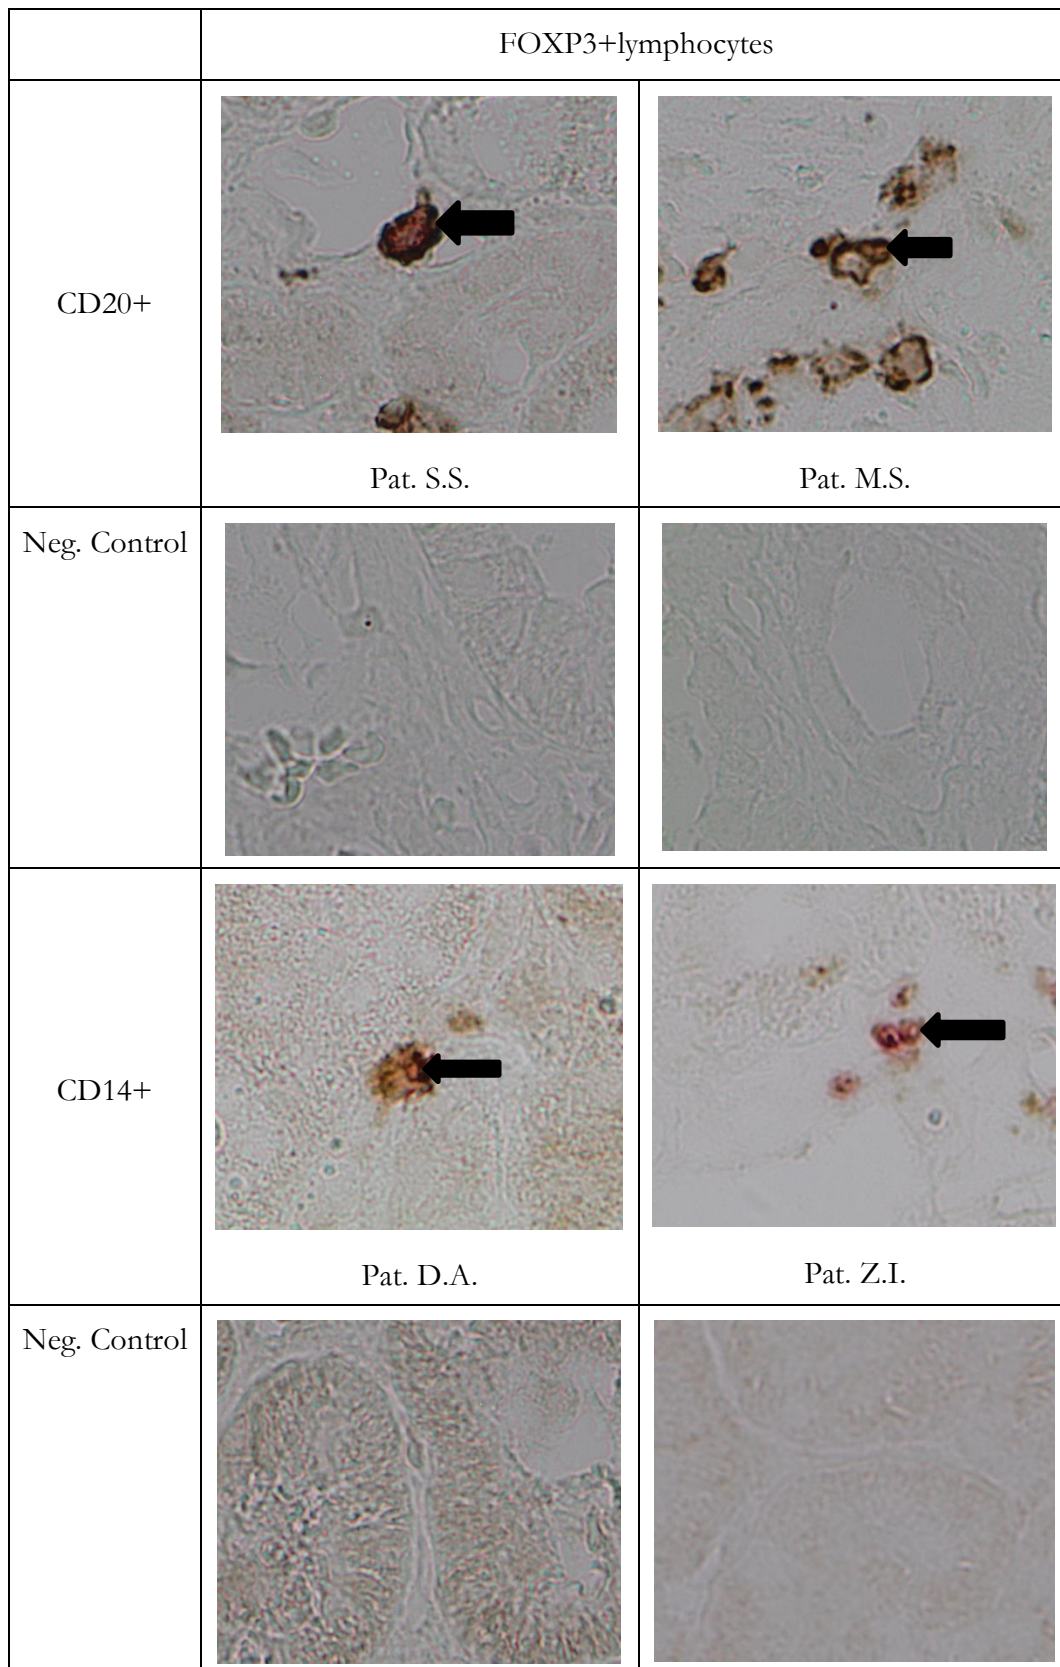 FOXP3+lymphocytes
CD20+
Pat. S.S.
Pat. M.S.
Neg. Control
CD14+
Pat. D.A.
Pat. Z.I.
Neg. Control